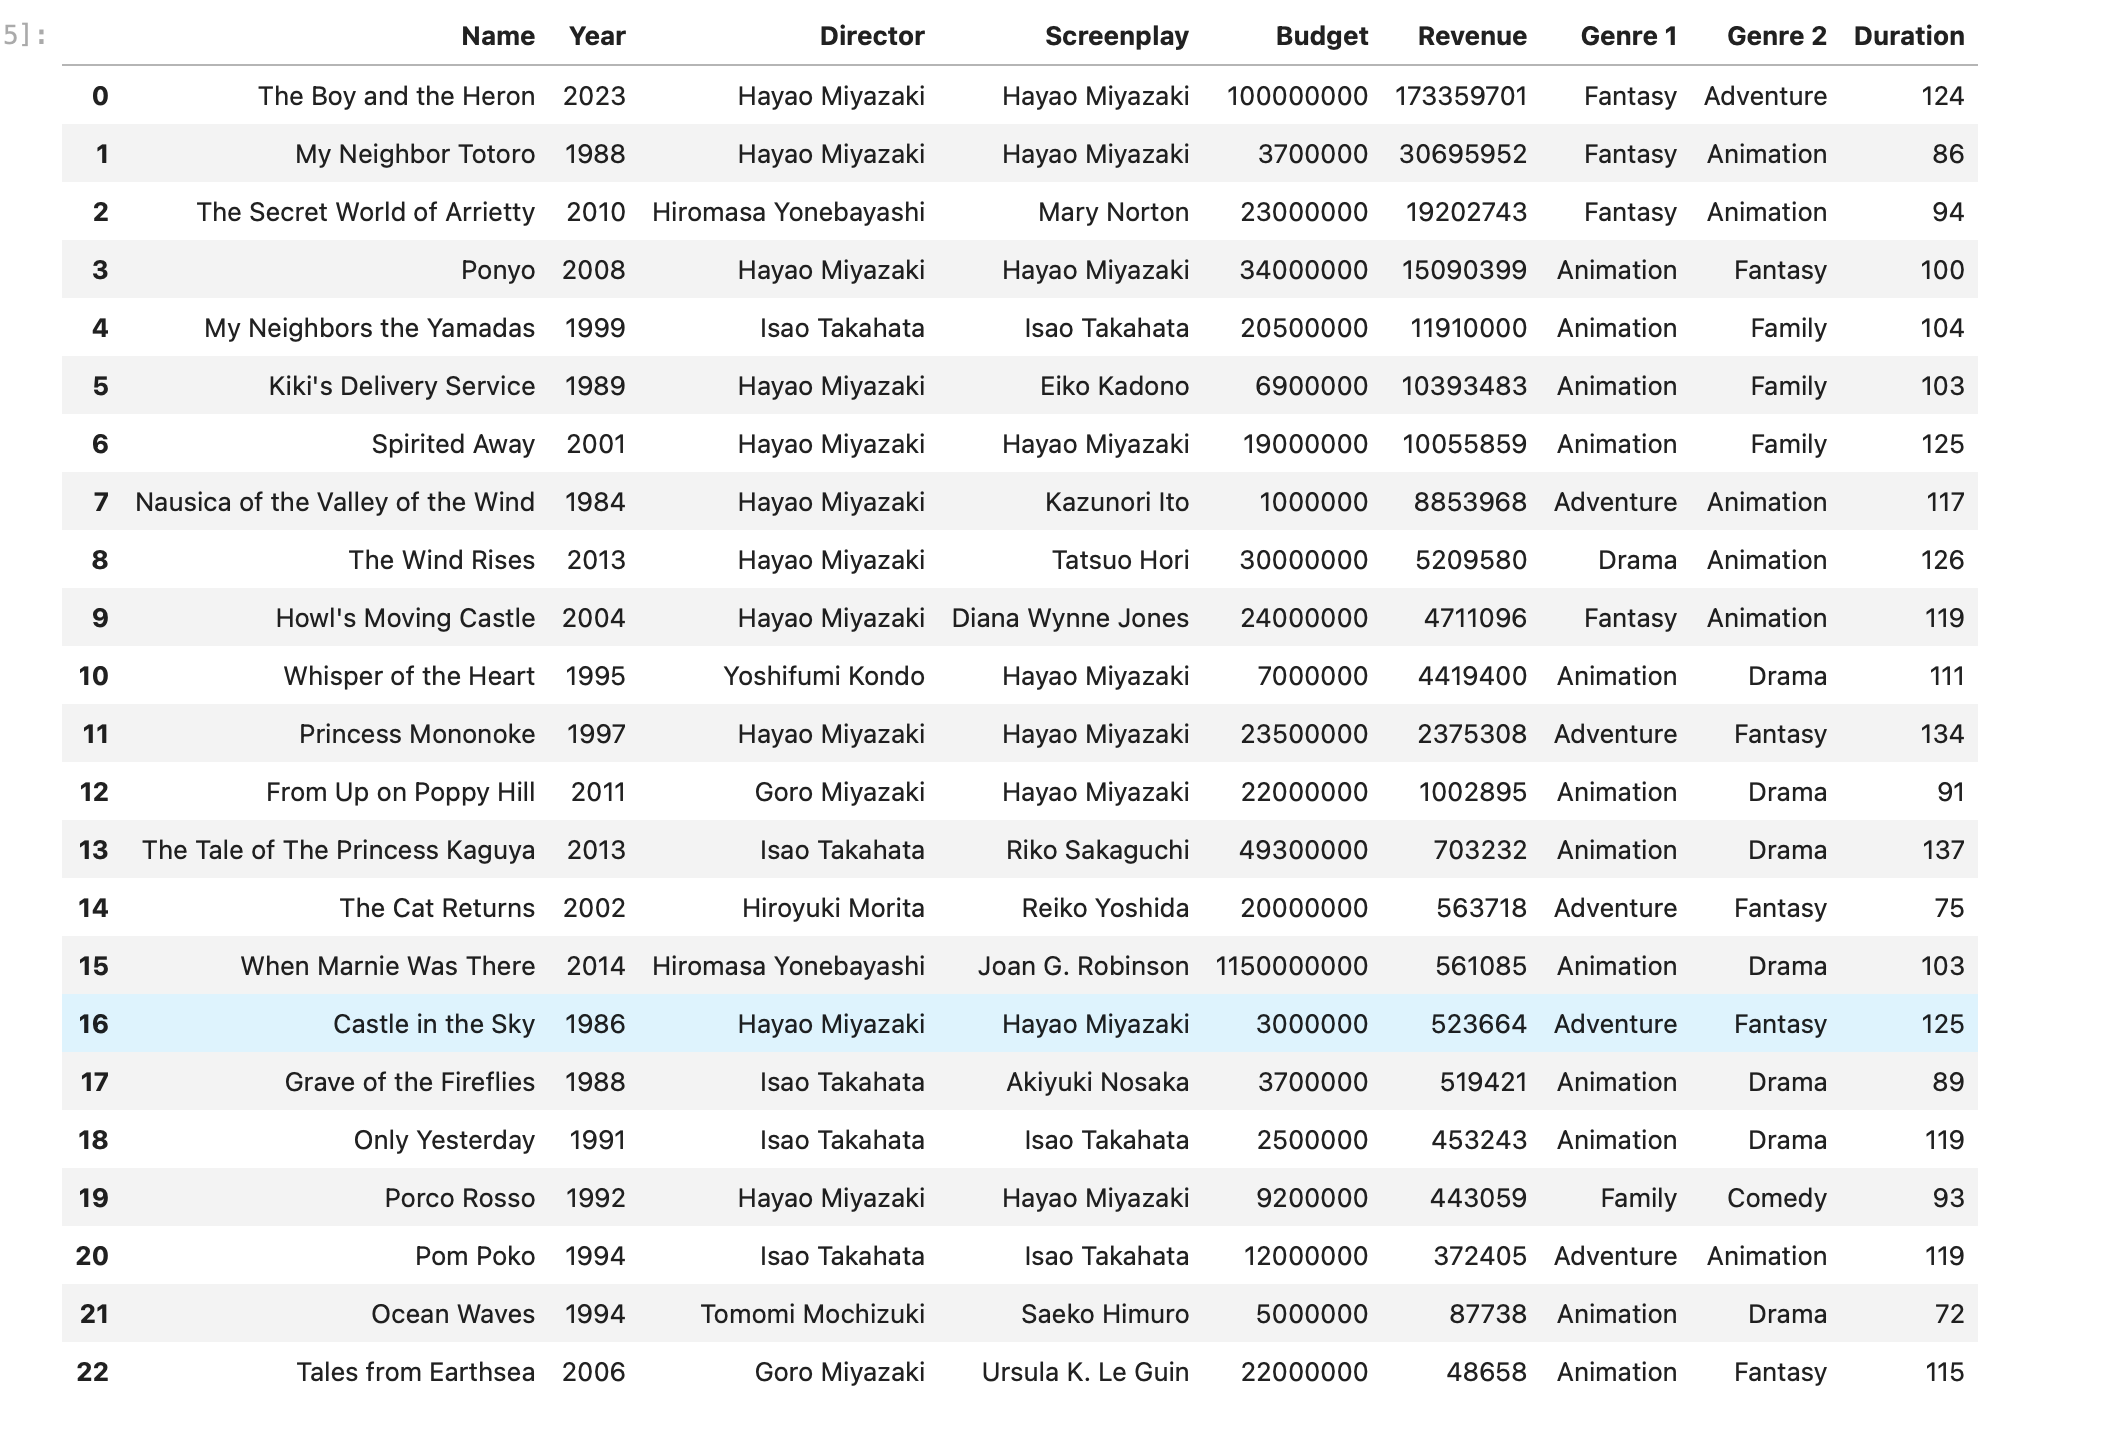 5]:
Name Year Director Screenplay Budget Revenue Genre 1 Genre 2 Duration
0 The Boy and the Heron 2023 Hayao Miyazaki Hayao Miyazaki 100000000 173359701 Fantasy Adventure 124
1 My Neighbor Totoro 1988 Hayao Miyazaki Hayao Miyazaki 3700000 30695952 Fantasy Animation 86
2 The Secret World of Arrietty 2010 Hiromasa Yonebayashi Mary Norton 23000000 19202743 Fantasy Animation 94
3 Ponyo 2008 Hayao Miyazaki Hayao Miyazaki 34000000 15090399 Animation Fantasy 100
4 My Neighbors the Yamadas 1999 Isao Takahata Isao Takahata 20500000 11910000 Animation Family 104
5 Kiki's Delivery Service 1989 Hayao Miyazaki Eiko Kadono 6900000 10393483 Animation Family 103
6 Spirited Away 2001 Hayao Miyazaki Hayao Miyazaki 19000000 10055859 Animation Family 125
7 Nausica of the Valley of the Wind 1984 Hayao Miyazaki Kazunori Ito 1000000 8853968 Adventure Animation 117
8 The Wind Rises 2013 Hayao Miyazaki Tatsuo Hori 30000000 5209580 Drama Animation 126
9 Howl's Moving Castle 2004 Hayao Miyazaki Diana Wynne Jones 24000000 4711096 Fantasy Animation 119
10 Whisper of the Heart 1995 Yoshifumi Kondo Hayao Miyazaki 7000000 4419400 Animation Drama 111
11 Princess Mononoke 1997 Hayao Miyazaki Hayao Miyazaki 23500000 2375308 Adventure Fantasy 134
12 From Up on Poppy Hill 2011 Goro Miyazaki Hayao Miyazaki 22000000 1002895 Animation Drama 91
13 The Tale of The Princess Kaguya 2013 Isao Takahata Riko Sakaguchi 49300000 703232 Animation Drama 137
14 The Cat Returns 2002 Hiroyuki Morita Reiko Yoshida 20000000 563718 Adventure Fantasy 75
15 When Marnie Was There 2014 Hiromasa Yonebayashi Joan G. Robinson 1150000000 561085 Animation Drama 103
16 Castle in the Sky 1986 Hayao Miyazaki Hayao Miyazaki 3000000 523664 Adventure Fantasy 125
17 Grave of the Fireflies 1988 Isao Takahata Akiyuki Nosaka 3700000 519421 Animation Drama 89
18 Only Yesterday 1991 Isao Takahata Isao Takahata 2500000 453243 Animation Drama 119
19 Porco Rosso 1992 Hayao Miyazaki Hayao Miyazaki 9200000 443059 Family Comedy 93
20 Pom Poko 1994 Isao Takahata Isao Takahata 12000000 372405 Adventure Animation 119
21 Ocean Waves 1994 Tomomi Mochizuki Saeko Himuro 5000000 87738 Animation Drama 72
22 Tales from Earthsea 2006 Goro Miyazaki Ursula K. Le Guin 22000000 48658 Animation Fantasy 115